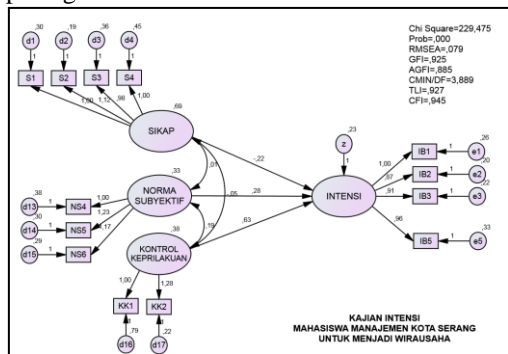 Chi Square=229,475
Prob=,000
RMSEA=,079
GFI=,925
AGFI=,885
CMIN/DF=3,889
TLI=,927
CFI=,945
,30
,19
,36
,45
d1
d2
d3
d4
1
1
1
1
S1
S2
S3
S4
1,12
,98
1,00
,69
SIKAP
,01
-,22
,05
,23
z
1
INTENSI
1,00
,87
,91
,96
IB1
1
e1
,26
IB2
1
e2
,20
IB3
1
e3
,22
IB5
1
e5
,33
,33
NORMA
SUBYEKTIF
,28
,38
d13
1
NS4
1,00
,30
d14
1
NS5
1,23
,29
d15
1
NS6
1,17
,19
,38
KONTROL
KEPRILAKUAN
,63
1,00
1,28
KK1
KK2
d16
d17
,79
,22
KAJIAN INTENSI
MAHASISWA MANAJEMEN KOTA SERANG
UNTUK MENJADI WIRAUSAHA